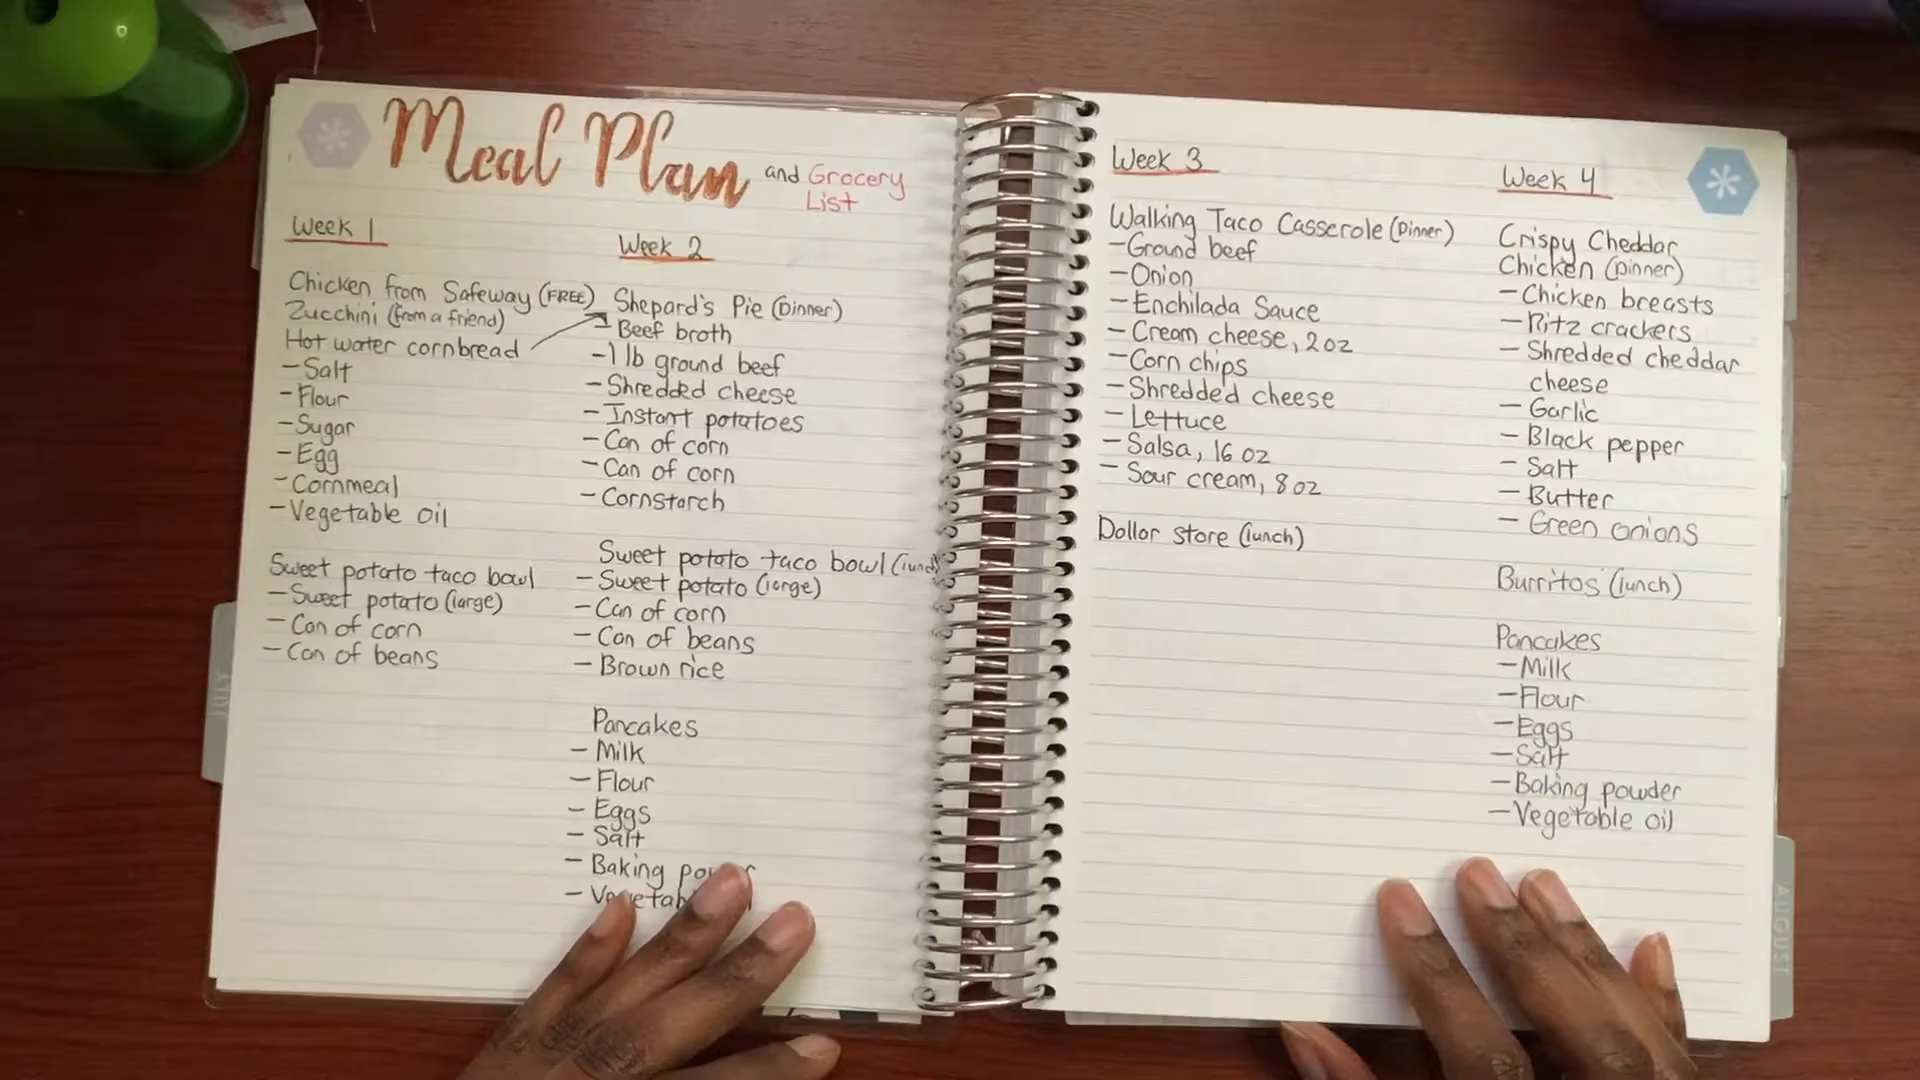 Meal Plan and Grocery
List
Week 1
Chicken from Safeway (FREE)
Zucchini (from a friend)
Hot water cornbread
- Salt
- Flour
- Sugar
- Egg
- Cornmeal
- Vegetable oil
Sweet potato taco bowl
- Sweet potato (large)
- Can of corn
- Can of beans
Week 2
Shepard's Pie (Dinner)
- Beef broth
- 1 lb ground beef
- Shredded cheese
- Instant potatoes
- Can of corn
- Can of corn
- Cornstarch
Sweet potato taco bowl (lunch)
- Sweet potato (large)
- Can of corn
- Can of beans
- Brown rice
Pancakes
- Milk
- Flour
- Eggs
- Salt
- Baking
Week 3
Walking Taco Casserole (Dinner)
- Ground beef
- Onion
- Enchilada Sauce
- Cream cheese, 2 oz
- Corn chips
- Shredded cheese
- Lettuce
- Salsa, 16 oz
- Sour cream, 8 oz
Dollar store (lunch)
Week 4
Crispy Cheddar
Chicken (Dinner)
- Chicken breasts
- Ritz crackers
- Shredded cheddar
cheese
- Garlic
- Black pepper
- Salt
- Butter
- Green onions
Burritos (lunch)
Pancakes
- Milk
- Flour
- Eggs
- Salt
- Baking powder
- Vegetable oil
JULY
AUGUST